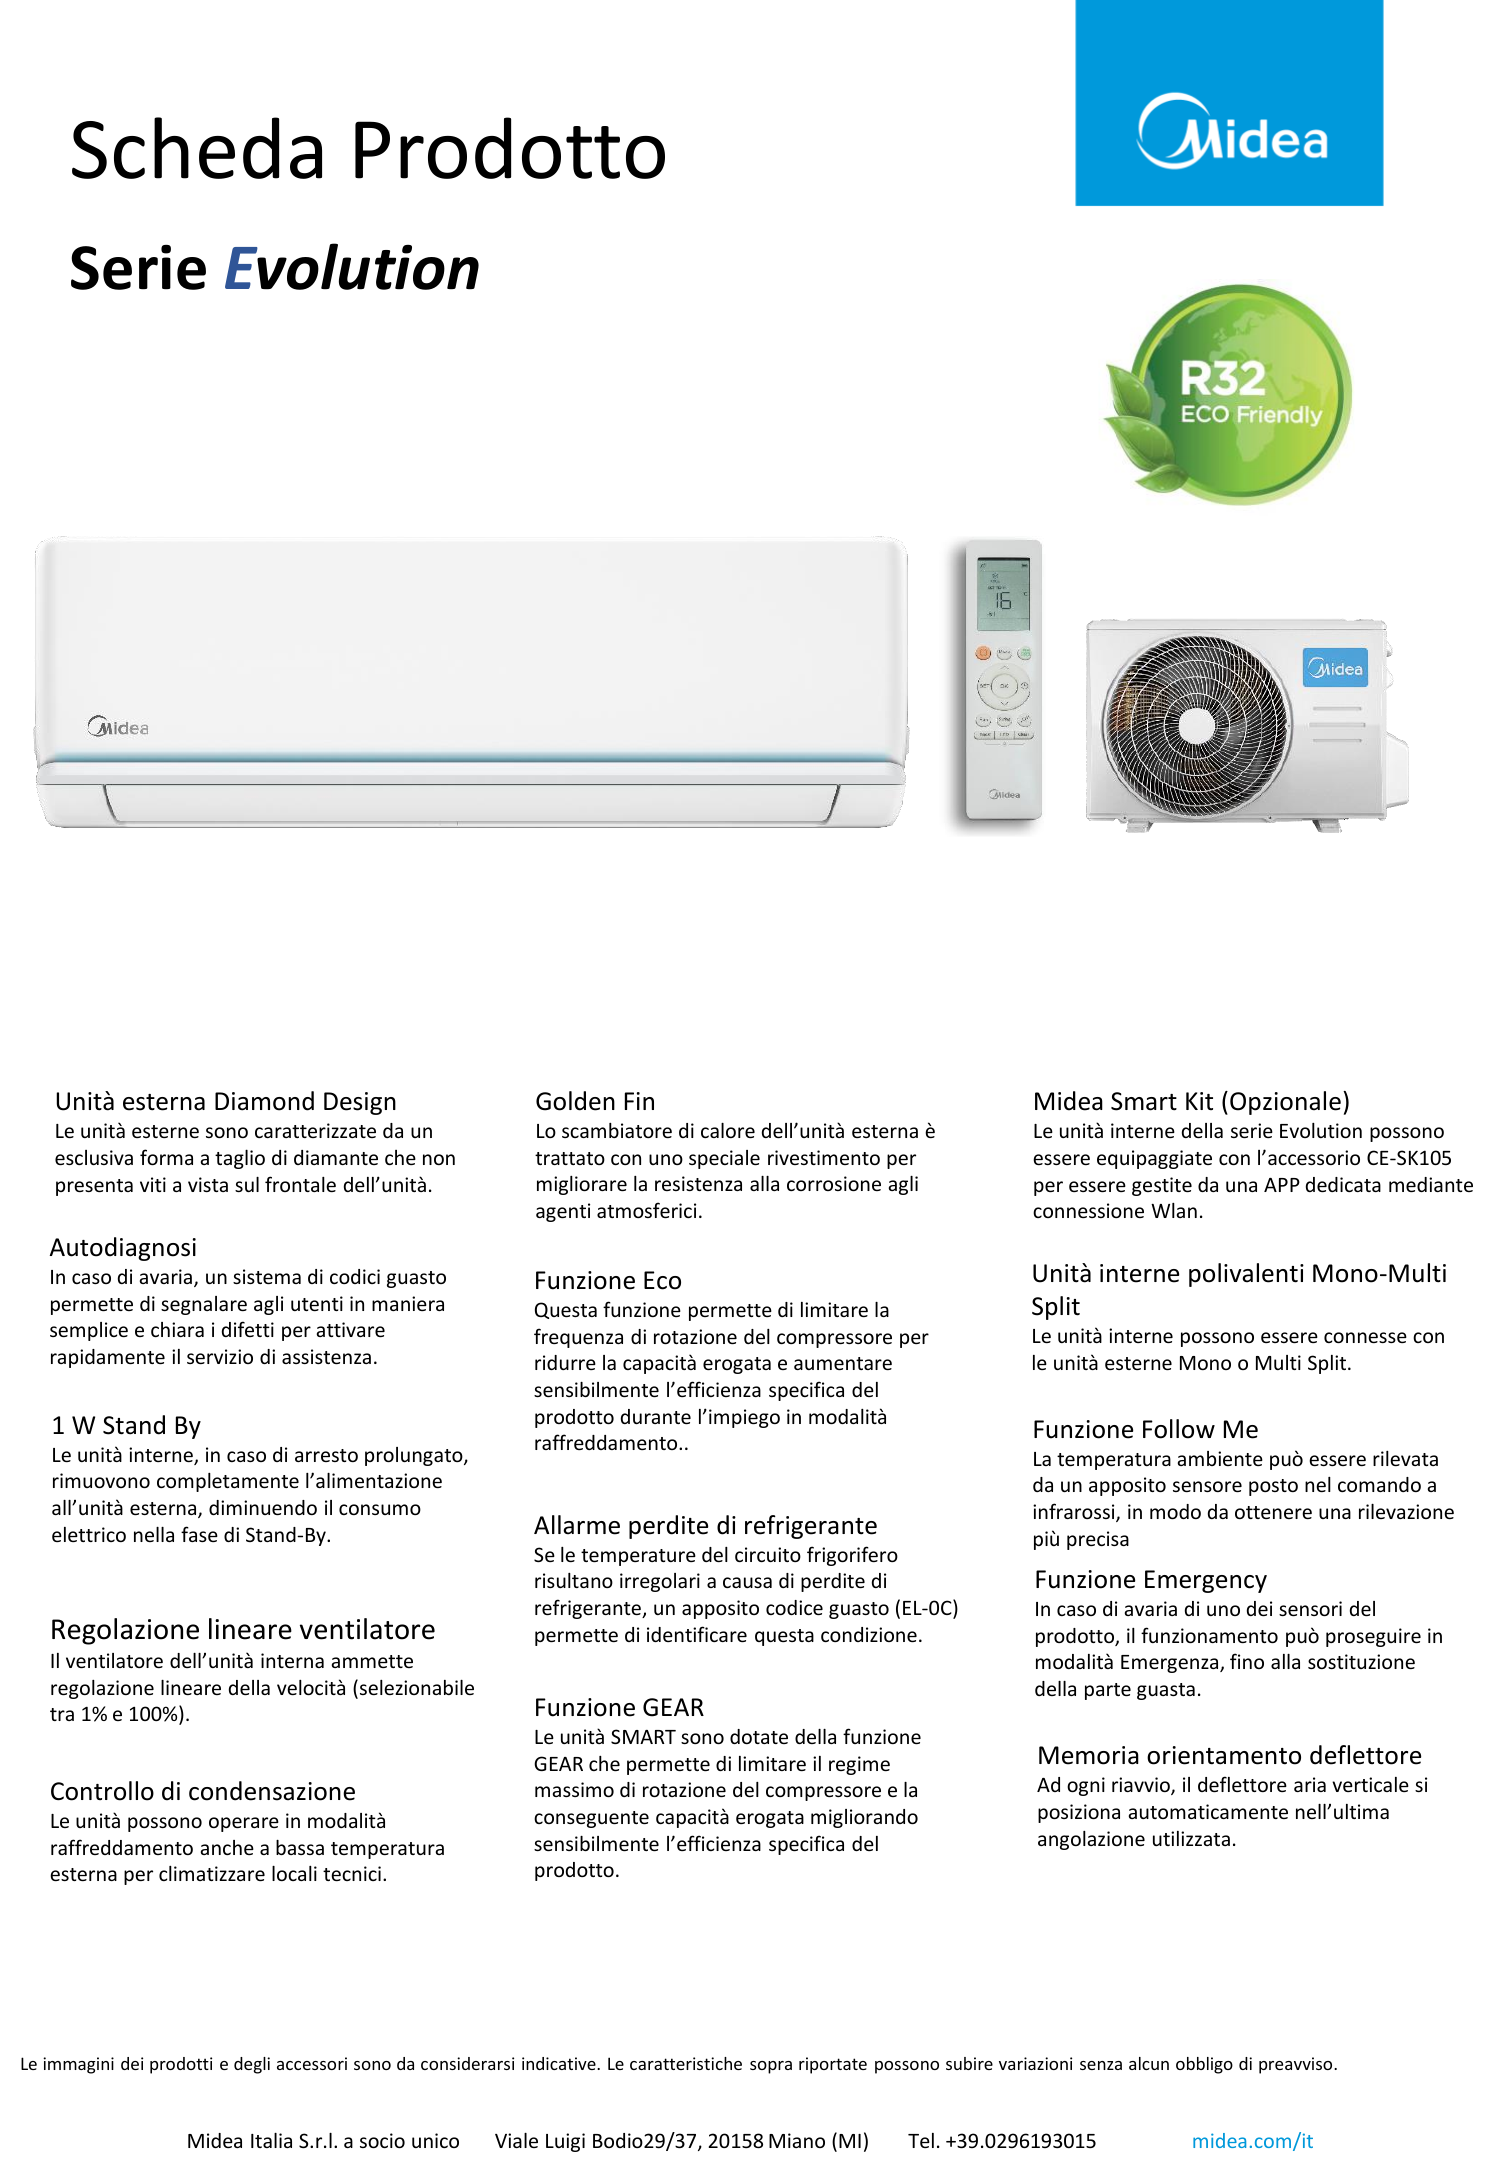 Scheda Prodotto
Midea
Serie Evolution
R32
ECO Friendly
16
Midea
Midea
Midea
Unità esterna Diamond Design
Le unità esterne sono caratterizzate da un
esclusiva forma a taglio di diamante che non
presenta viti a vista sul frontale dell’unità.
Autodiagnosi
In caso di avaria, un sistema di codici guasto
permette di segnalare agli utenti in maniera
semplice e chiara i difetti per attivare
rapidamente il servizio di assistenza.
1 W Stand By
Le unità interne, in caso di arresto prolungato,
rimuovono completamente l’alimentazione
all’unità esterna, diminuendo il consumo
elettrico nella fase di Stand-By.
Regolazione lineare ventilatore
Il ventilatore dell’unità interna ammette
regolazione lineare della velocità (selezionabile
tra 1% e 100%).
Controllo di condensazione
Le unità possono operare in modalità
raffreddamento anche a bassa temperatura
esterna per climatizzare locali tecnici.
Golden Fin
Lo scambiatore di calore dell’unità esterna è
trattato con uno speciale rivestimento per
migliorare la resistenza alla corrosione agli
agenti atmosferici.
Funzione Eco
Questa funzione permette di limitare la
frequenza di rotazione del compressore per
ridurre la capacità erogata e aumentare
sensibilmente l’efficienza specifica del
prodotto durante l’impiego in modalità
raffreddamento..
Allarme perdite di refrigerante
Se le temperature del circuito frigorifero
risultano irregolari a causa di perdite di
refrigerante, un apposito codice guasto (EL-0C)
permette di identificare questa condizione.
Funzione GEAR
Le unità SMART sono dotate della funzione
GEAR che permette di limitare il regime
massimo di rotazione del compressore e la
conseguente capacità erogata migliorando
sensibilmente l’efficienza specifica del
prodotto.
Midea Smart Kit (Opzionale)
Le unità interne della serie Evolution possono
essere equipaggiate con l’accessorio CE-SK105
per essere gestite da una APP dedicata mediante
connessione Wlan.
Unità interne polivalenti Mono-Multi
Split
Le unità interne possono essere connesse con
le unità esterne Mono o Multi Split.
Funzione Follow Me
La temperatura ambiente può essere rilevata
da un apposito sensore posto nel comando a
infrarossi, in modo da ottenere una rilevazione
più precisa
Funzione Emergency
In caso di avaria di uno dei sensori del
prodotto, il funzionamento può proseguire in
modalità Emergenza, fino alla sostituzione
della parte guasta.
Memoria orientamento deflettore
Ad ogni riavvio, il deflettore aria verticale si
posiziona automaticamente nell’ultima
angolazione utilizzata.
Le immagini dei prodotti e degli accessori sono da considerarsi indicative. Le caratteristiche sopra riportate possono subire variazioni senza alcun obbligo di preavviso.
Midea Italia S.r.l. a socio unico Viale Luigi Bodio29/37, 20158 Miano (MI) Tel. +39.0296193015 midea.com/it